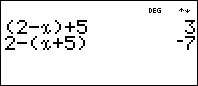 DEG ↑↓
(2-x)+5 3
2-(x+5) -7